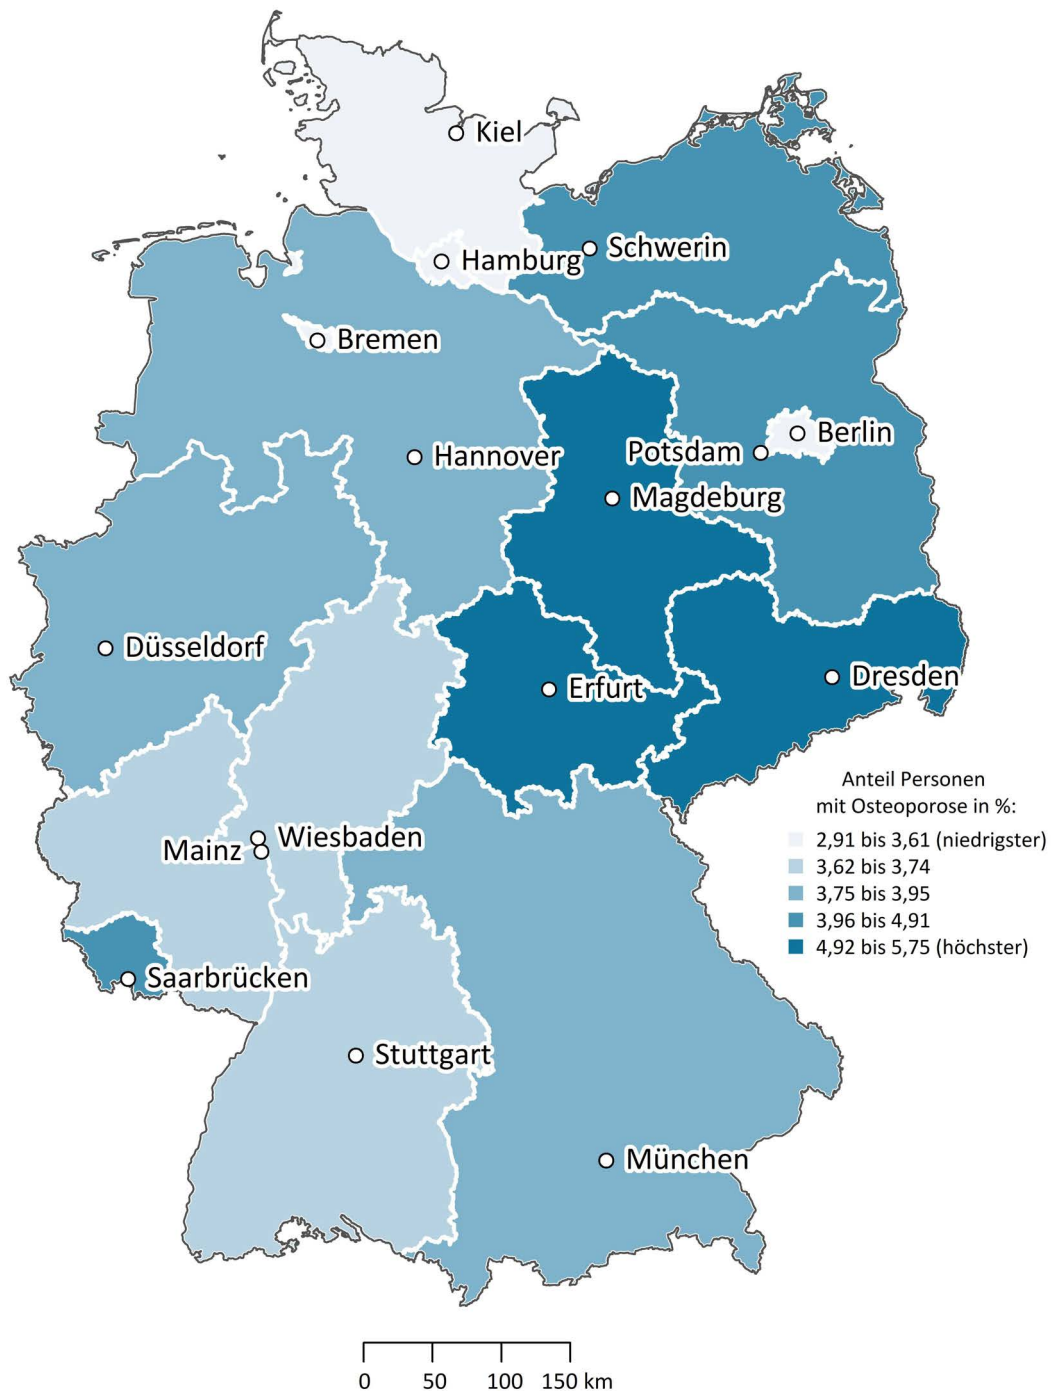 Kiel
Schwerin
Hamburg
Bremen
Berlin
Potsdam
Hannover
Magdeburg
Düsseldorf
Dresden
Erfurt
Anteil Personen
mit Osteoporose in %:
2,91 bis 3,61 (niedrigster)
3,62 bis 3,74
3,75 bis 3,95
3,96 bis 4,91
4,92 bis 5,75 (höchster)
Wiesbaden
Mainz
Saarbrücken
Stuttgart
München
0 50 100 150 km